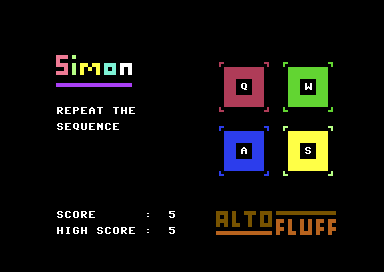 Simon
REPEAT THE
SEQUENCE
Q
W
A
S
SCORE : 5
HIGH SCORE : 5
ALTO
FLUFF